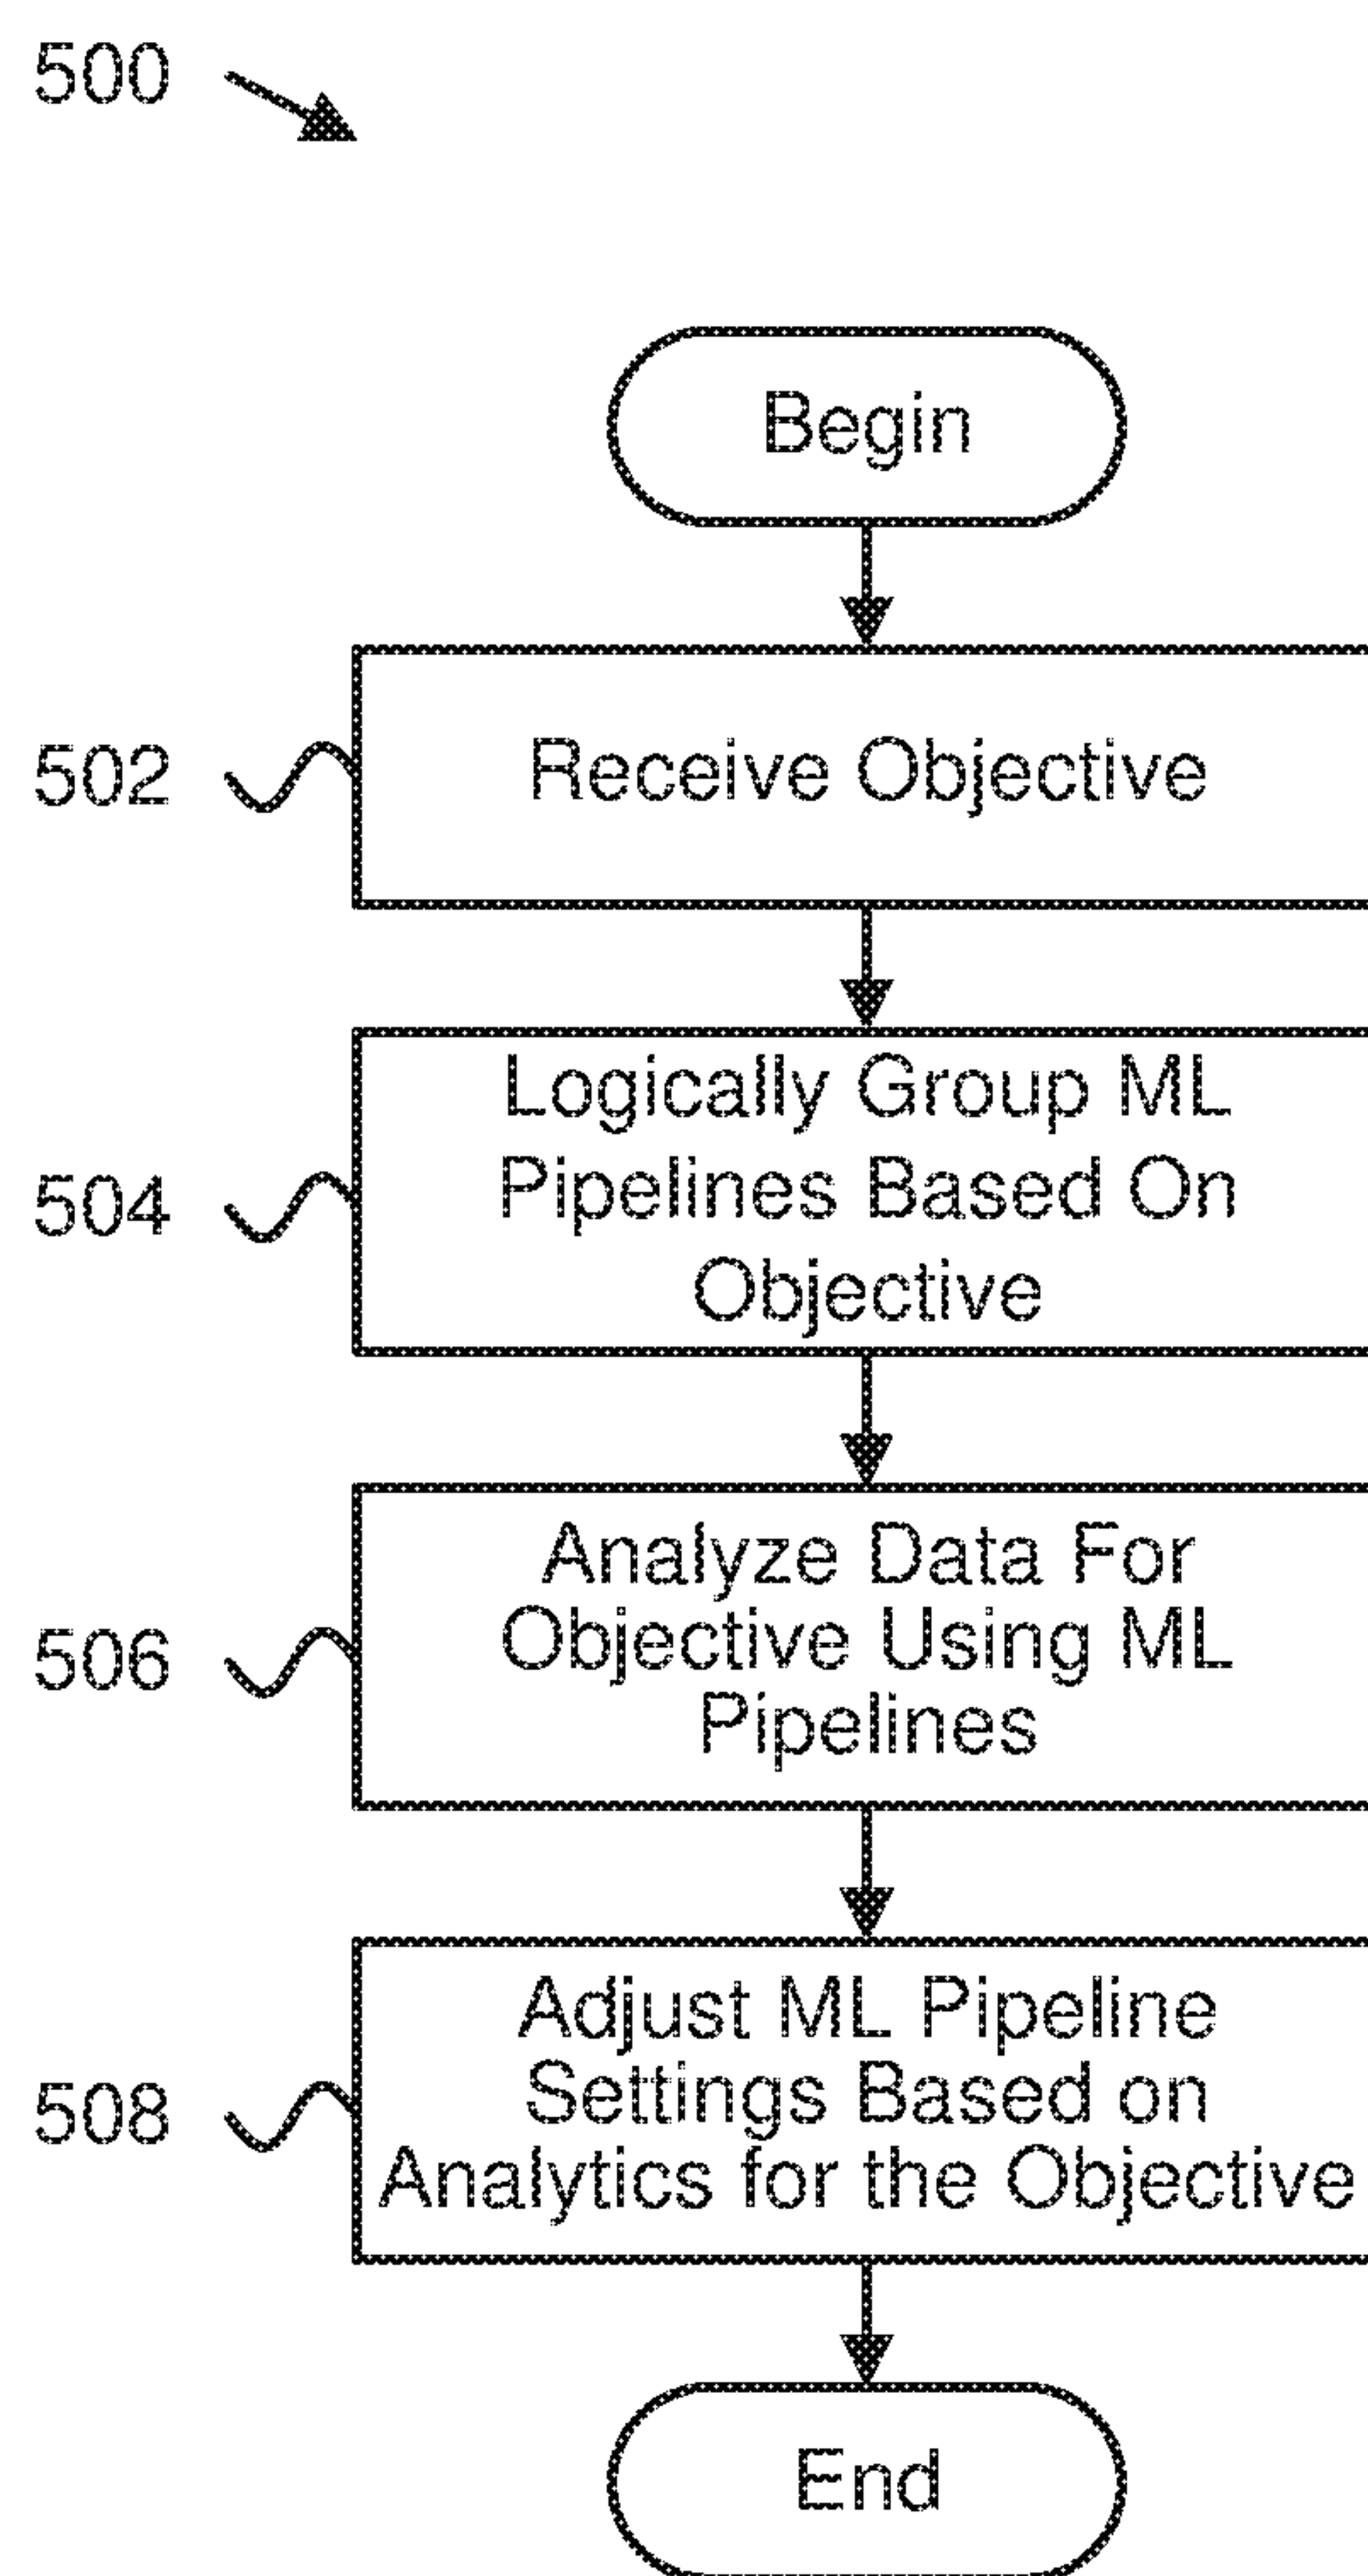 500
Begin
502
Receive Objective
504
Logically Group ML
Pipelines Based On
Objective
506
Analyze Data For
Objective Using ML
Pipelines
508
Adjust ML Pipeline
Settings Based on
Analytics for the Objective
End